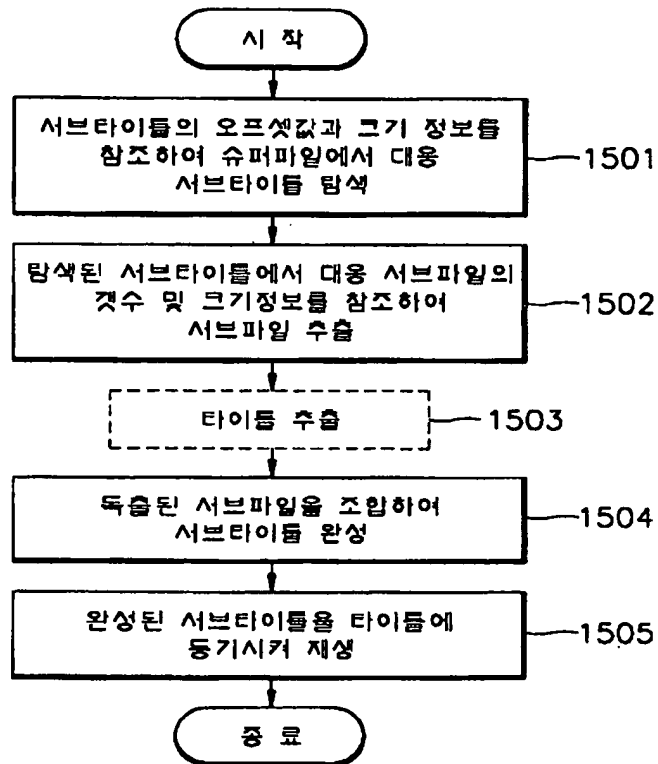 시 작
서브타이틀의 오프셋값과 크기 정보를
참조하여 슈퍼파일에서 대응
서브타이틀 탐색
1501
탐색된 서브타이틀에서 대응 서브파일의
갯수 및 크기정보를 참조하여
서브파일 추출
1502
타이틀 추출
1503
독출된 서브파일을 조합하여
서브타이틀 완성
1504
완성된 서브타이틀을 타이틀에
동기시켜 재생
1505
종 료